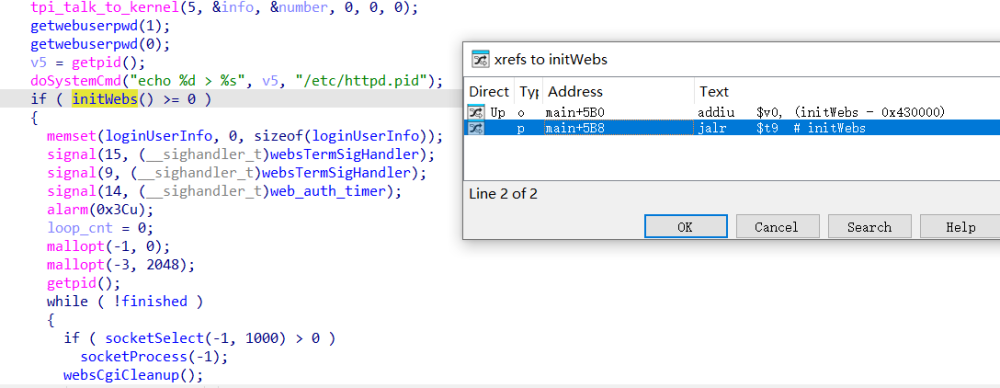 tpi_talk_to_kernel(5, &info, &number, 0, 0, 0);
getwebuserpwd(1);
getwebuserpwd(0);
v5 = getpid();
doSystemCmd("echo %d > %s", v5, "/etc/httpd.pid");
if ( initWebs() >= 0 )
{
memset(loginUserInfo, 0, sizeof(loginUserInfo));
signal(15, (__sighandler_t)websTermSigHandler);
signal(9, (__sighandler_t)websTermSigHandler);
signal(14, (__sighandler_t)web_auth_timer);
alarm(0x3Cu);
loop_cnt = 0;
mallopt(-1, 0);
mallopt(-3, 2048);
getpid();
while ( !finished )
{
if ( socketSelect(-1, 1000) > 0 )
socketProcess(-1);
websCgiCleanup();
xrefs to initWebs
Direct Typ Address Text
Up o main+5B0 addiu $v0, (initWebs - 0x430000)
p main+5B8 jalr $t9 # initWebs
Line 2 of 2
OK Cancel Search Help